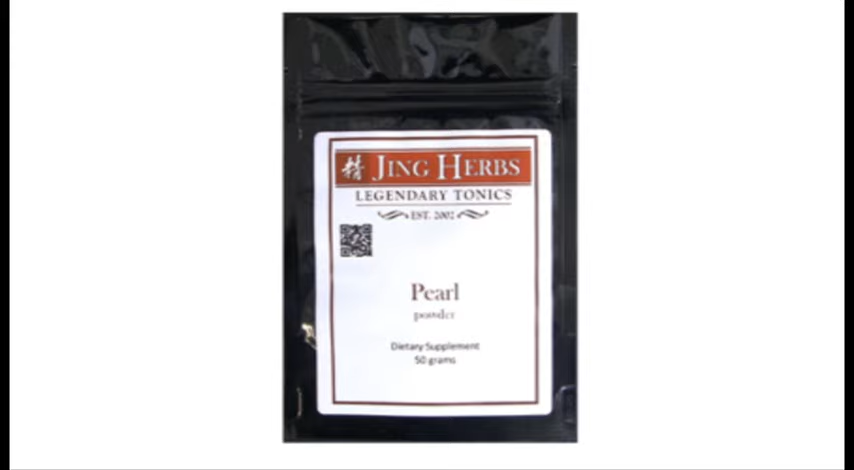 精 JING HERBS
LEGENDARY TONICS
EST. 2002
Pearl
powder
Dietary Supplement
50 grams